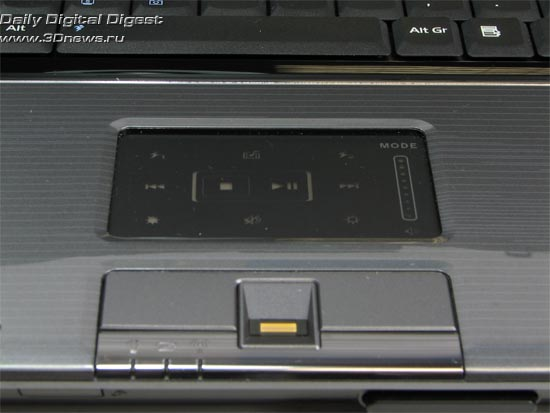 Daily Digital Digest
www.3Dnews.ru
Alt
Alt Gr
MODE